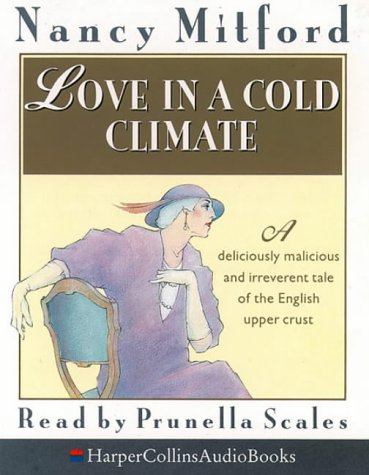 Nancy Mitford
LOVE IN A COLD
CLIMATE
A
deliciously malicious
and irreverent tale
of the English
upper crust
Read by Prunella Scales
HarperCollinsAudioBooks